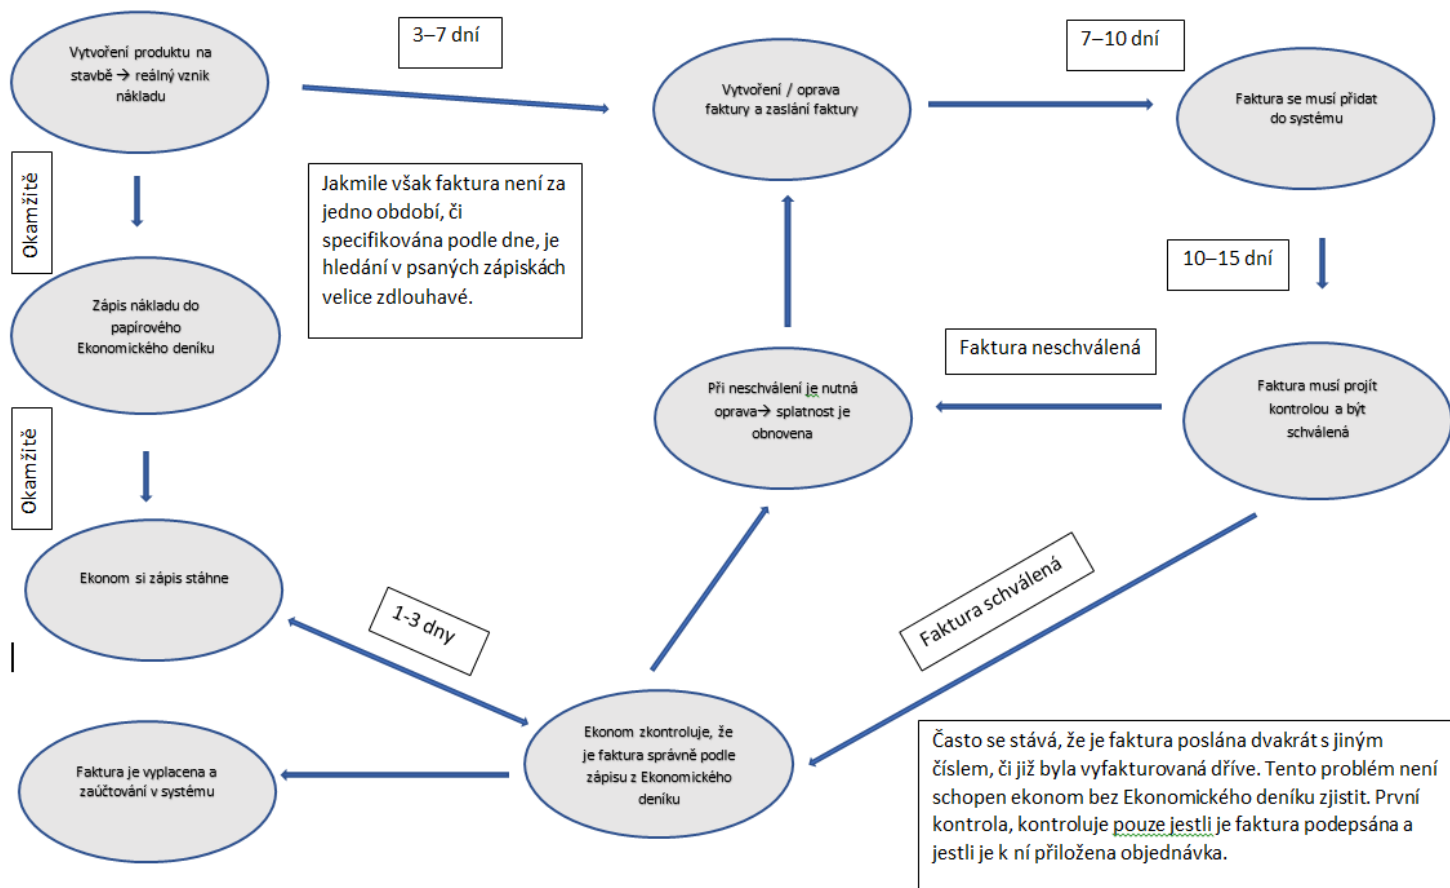 Vytvoření produktu na
stavbě → reálný vznik
nákladu
3–7 dní
Vytvoření / oprava
faktury a zaslání faktury
7–10 dní
Faktura se musí přidat
do systému
Okamžitě
Jakmile však faktura není za
jedno období, či
specifikována podle dne, je
hledání v psaných zápiskách
velice zdlouhavé.
10–15 dní
Zápis nákladu do
papírového
Ekonomického deníku
Faktura neschválená
Při neschválení je nutná
oprava→ splatnost je
obnovena
Faktura musí projít
kontrolou a být
schválená
Okamžitě
Ekonom si zápis stáhne
1-3 dny
Faktura schválená
Ekonom zkontroluje, že
je faktura správně podle
zápisu z Ekonomického
deníku
Faktura je vyplacena a
zaúčtování v systému
Často se stává, že je faktura poslána dvakrát s jiným
číslem, či již byla vyfakturovaná dříve. Tento problém není
schopen ekonom bez Ekonomického deníku zjistit. První
kontrola, kontroluje pouze jestli je faktura podepsána a
jestli je k ní přiložena objednávka.